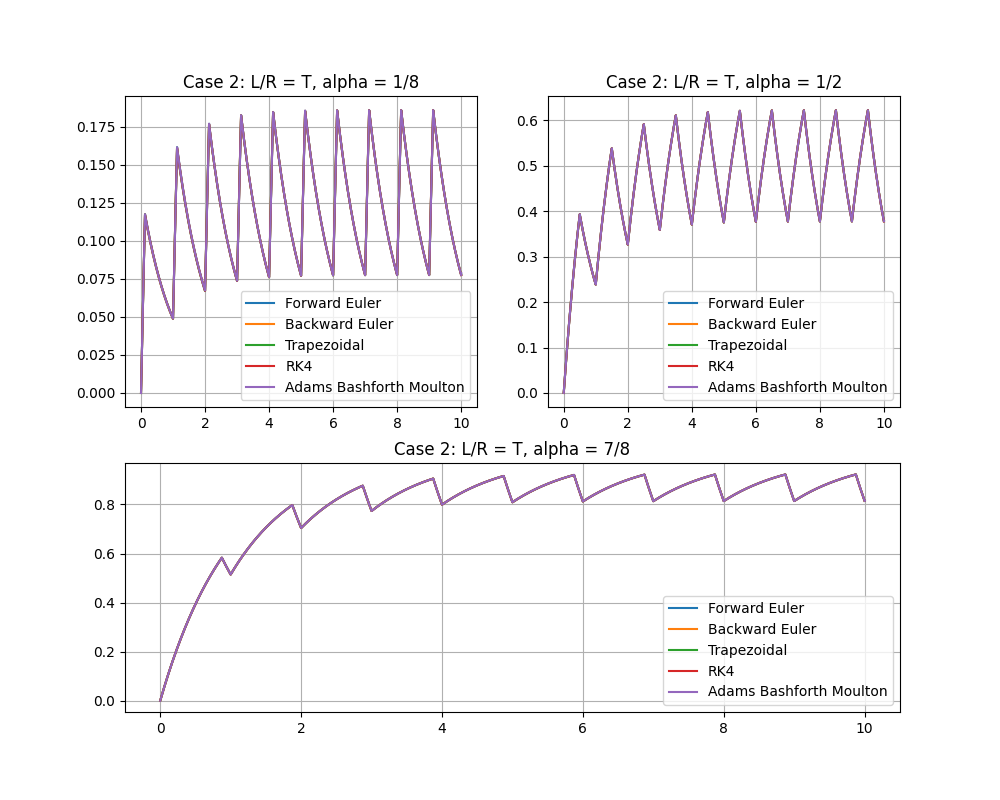 Case 2: L/R = T, alpha = 1/8
0.175
0.150
0.125
0.100
0.075
0.050
0.025
0.000
0 2 4 6 8 10
Forward Euler
Backward Euler
Trapezoidal
RK4
Adams Bashforth Moulton
Case 2: L/R = T, alpha = 1/2
0.6
0.5
0.4
0.3
0.2
0.1
0.0
0 2 4 6 8 10
Forward Euler
Backward Euler
Trapezoidal
RK4
Adams Bashforth Moulton
Case 2: L/R = T, alpha = 7/8
0.8
0.6
0.4
0.2
0.0
0 2 4 6 8 10
Forward Euler
Backward Euler
Trapezoidal
RK4
Adams Bashforth Moulton